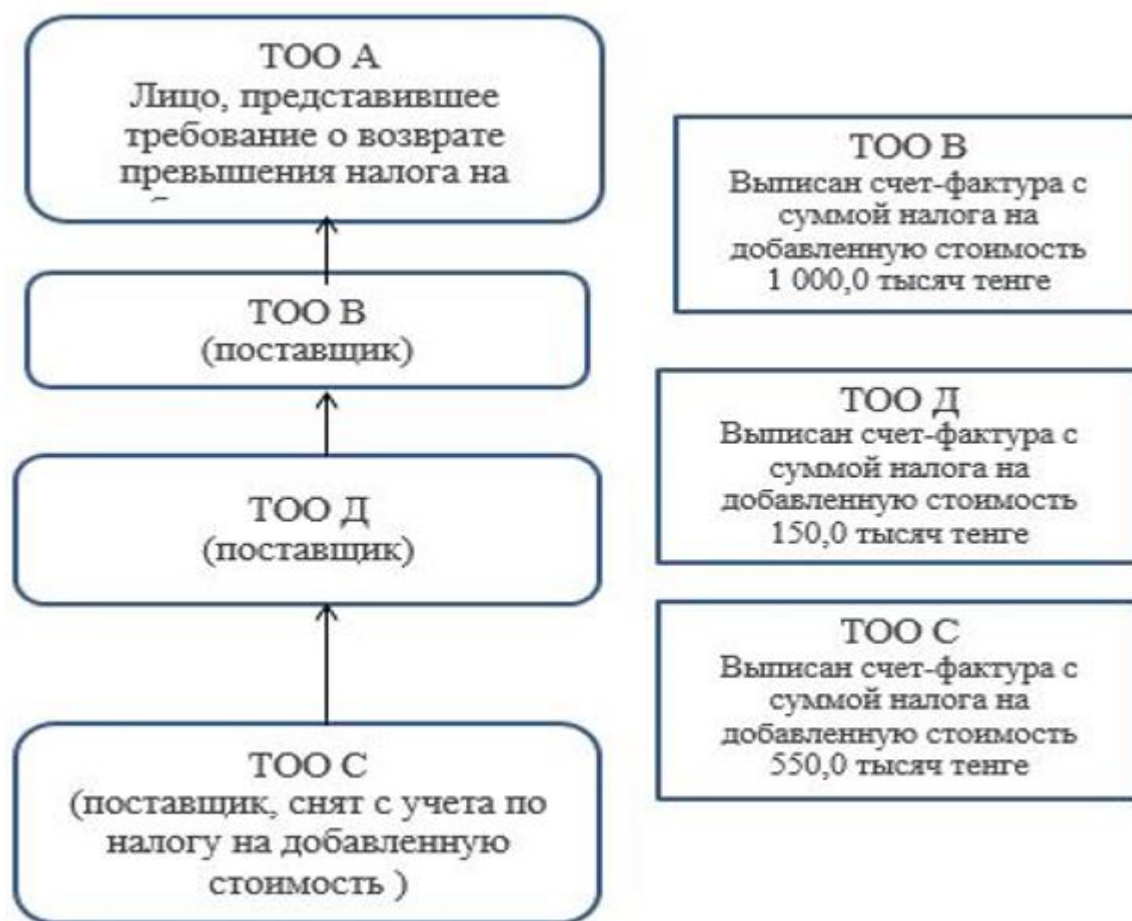 ТОО А
Лицо, представившее
требование о возврате
превышения налога на
ТОО В
(поставщик)
ТОО Д
(поставщик)
ТОО С
(поставщик, снят с учета по
налогу на добавленную
стоимость )
ТОО В
Выписан счет-фактура с
суммой налога на
добавленную стоимость
1 000,0 тысяч тенге
ТОО Д
Выписан счет-фактура с
суммой налога на
добавленную стоимость
150,0 тысяч тенге
ТОО С
Выписан счет-фактура с
суммой налога на
добавленную стоимость
550,0 тысяч тенге